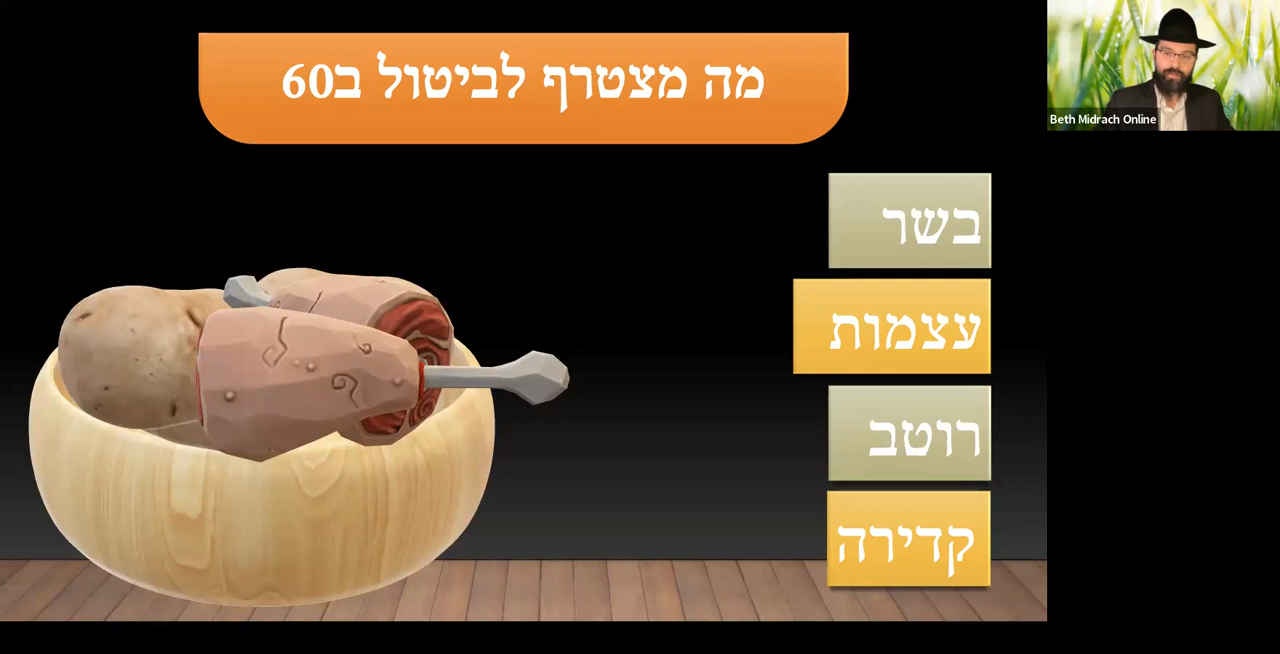 מה מצטרף לביטול ב60
Beth Midrach Online
בשר
עצמות
רוטב
קדירה